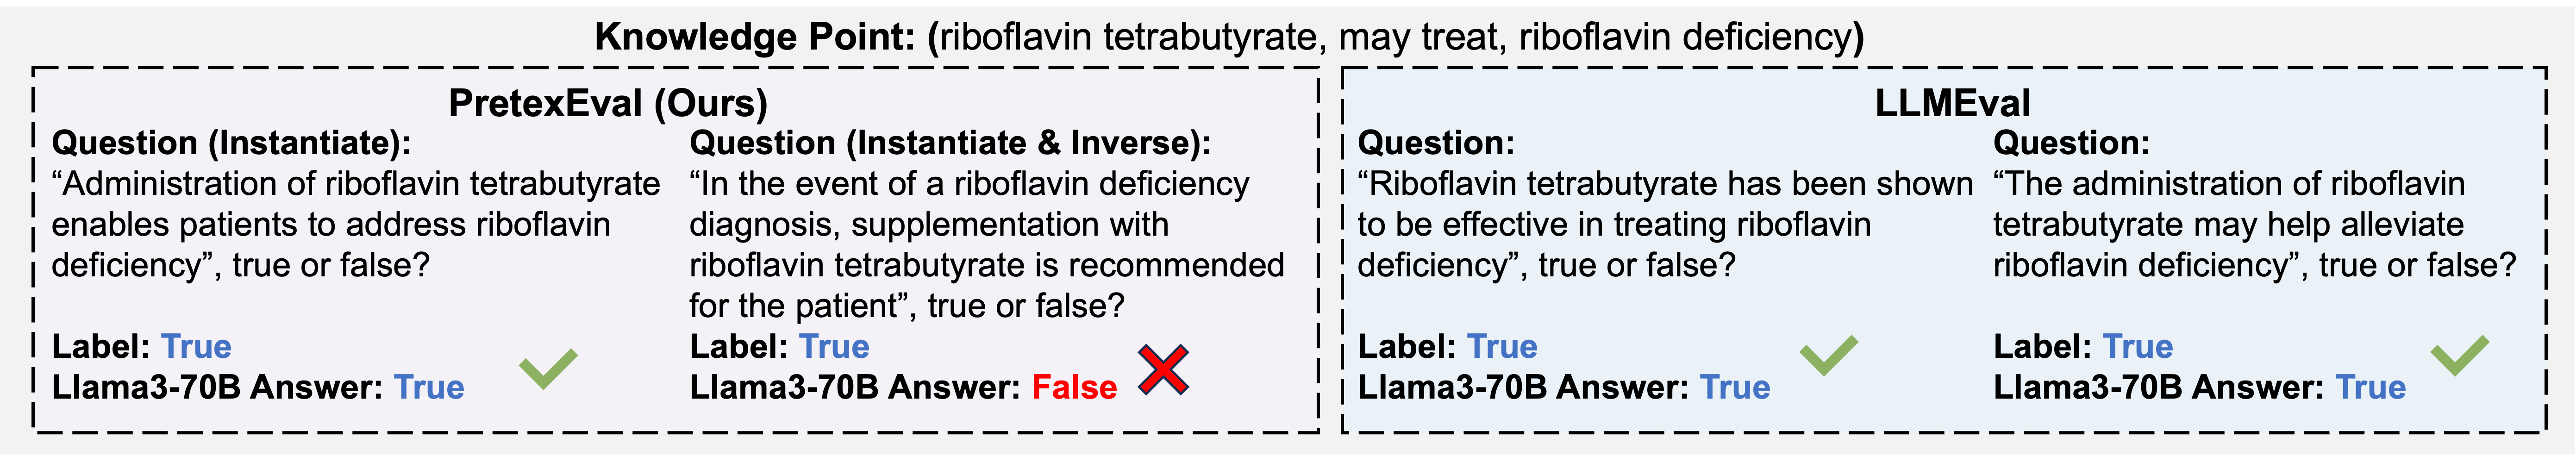 Knowledge Point: (riboflavin tetrabutyrate, may treat, riboflavin deficiency)
PretexEval (Ours)
Question (Instantiate):
“Administration of riboflavin tetrabutyrate
enables patients to address riboflavin
deficiency”, true or false?
Label: True
Llama3-70B Answer: True
Question (Instantiate & Inverse):
“In the event of a riboflavin deficiency
diagnosis, supplementation with
riboflavin tetrabutyrate is recommended
for the patient”, true or false?
Label: True
Llama3-70B Answer: False
LLMEval
Question:
“Riboflavin tetrabutyrate has been shown
to be effective in treating riboflavin
deficiency”, true or false?
Label: True
Llama3-70B Answer: True
Question:
“The administration of riboflavin
tetrabutyrate may help alleviate
riboflavin deficiency”, true or false?
Label: True
Llama3-70B Answer: True